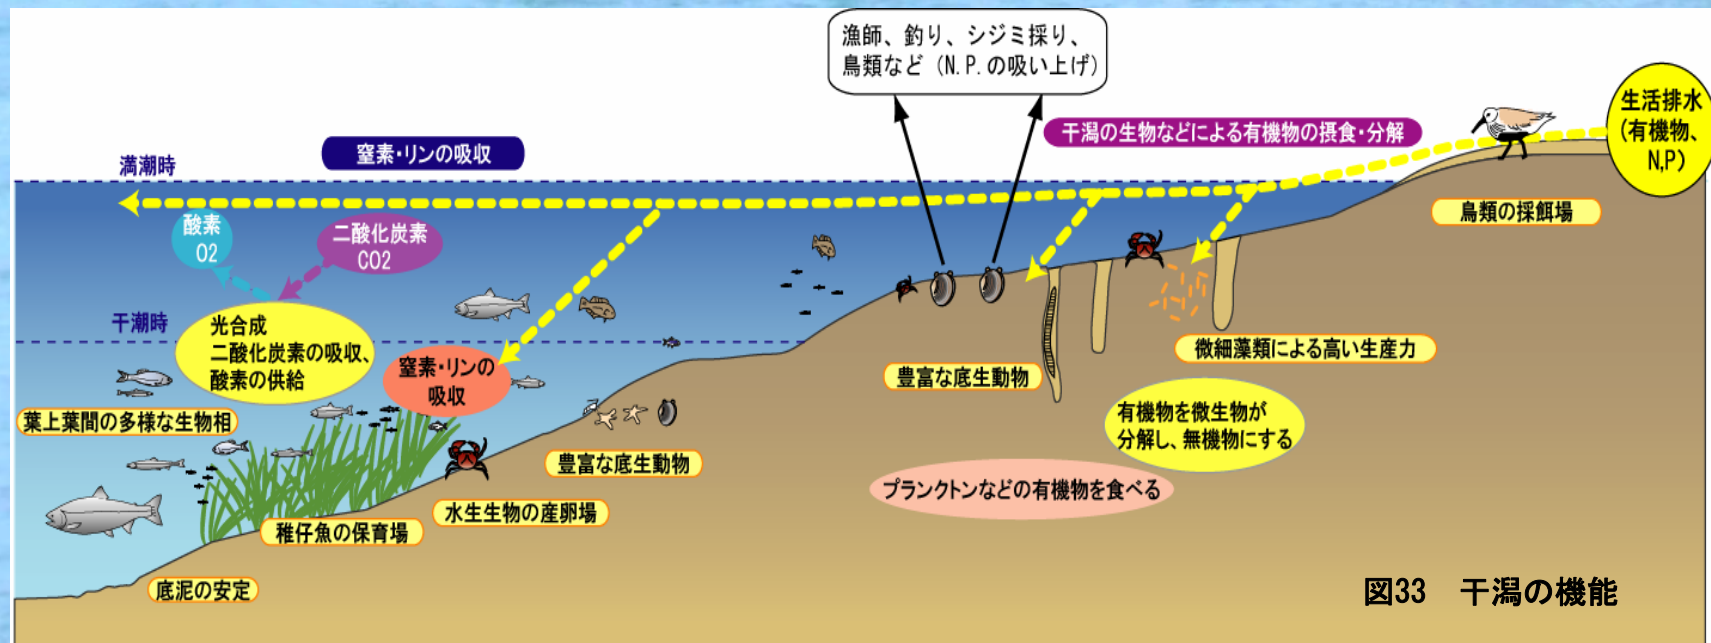 漁師、釣り、シジミ採り、
鳥類など（N.P.の吸い上げ）
生活排水
(有機物、
N,P)
干潟の生物などによる有機物の摂食・分解
窒素・リンの吸収
満潮時
鳥類の採餌場
酸素
O2
二酸化炭素
CO2
干潮時
光合成
二酸化炭素の吸収、
酸素の供給
窒素・リンの
吸収
微細藻類による高い生産力
豊富な底生動物
葉上葉間の多様な生物相
有機物を微生物が
分解し、無機物にする
豊富な底生動物
プランクトンなどの有機物を食べる
水生生物の産卵場
稚仔魚の保育場
底泥の安定
図33　干潟の機能